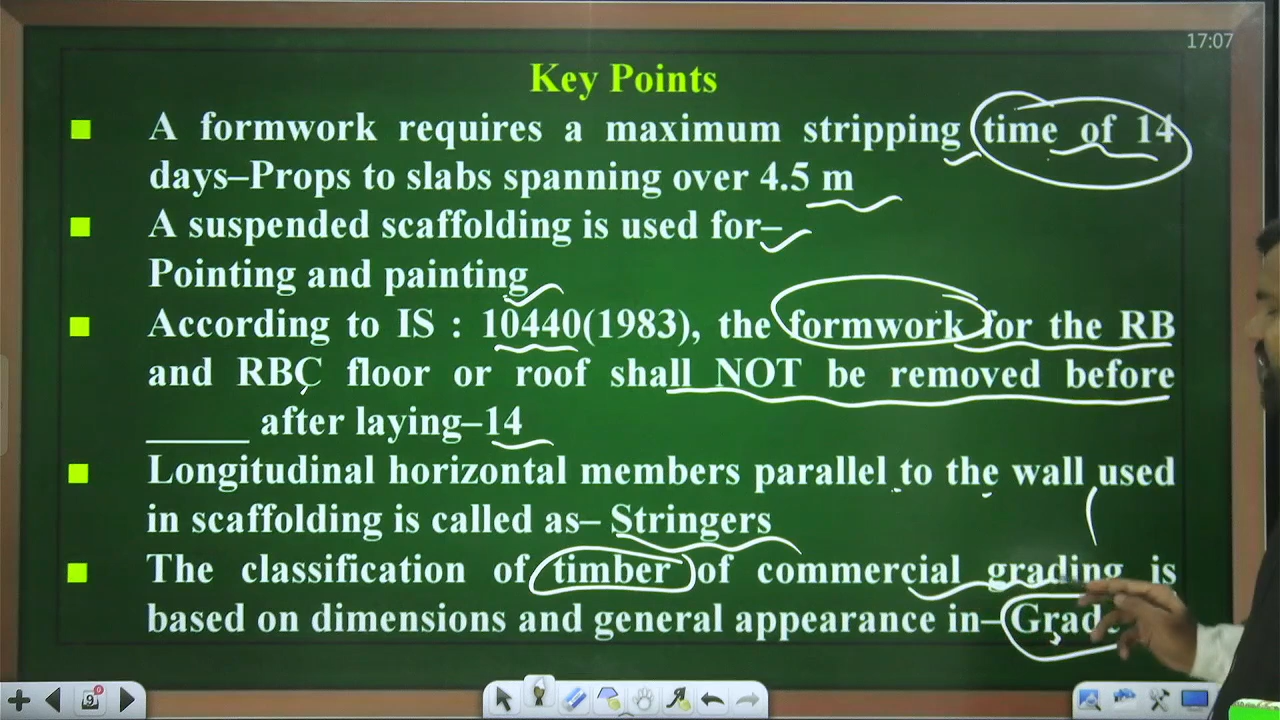 17:07
Key Points
A formwork requires a maximum stripping time of 14
days–Props to slabs spanning over 4.5 m
A suspended scaffolding is used for–
Pointing and painting
According to IS : 10440(1983), the formwork for the RB
and RBC floor or roof shall NOT be removed before
_____ after laying–14
Longitudinal horizontal members parallel to the wall used
in scaffolding is called as– Stringers
The classification of timber of commercial grading is
based on dimensions and general appearance in–
9